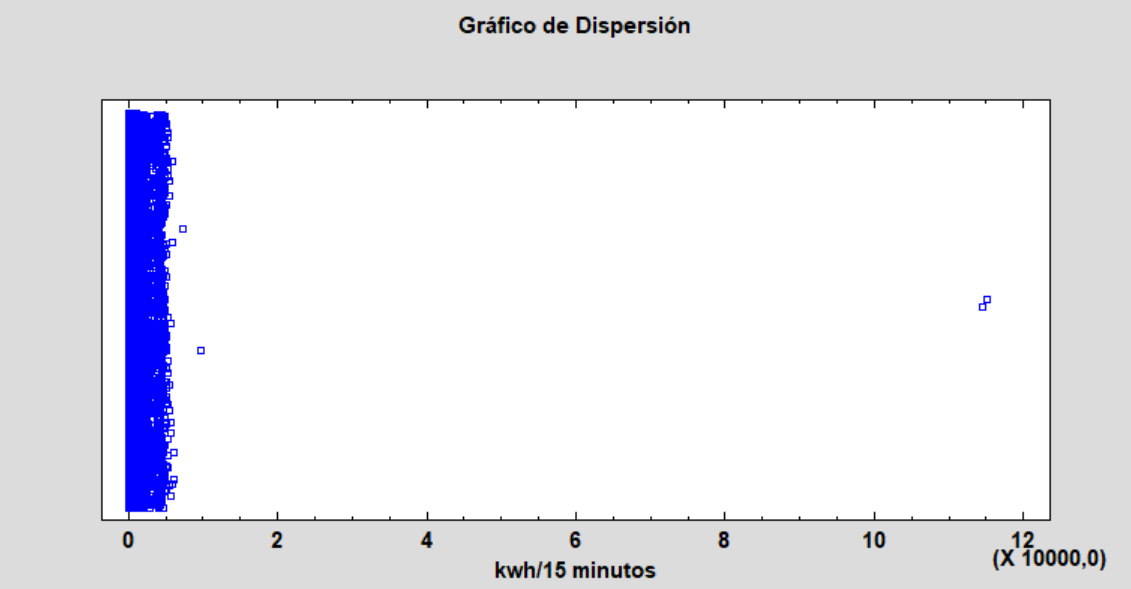 Gráfico de Dispersión
0 2 4 6 8 10 12
(X 10000,0)
kwh/15 minutos